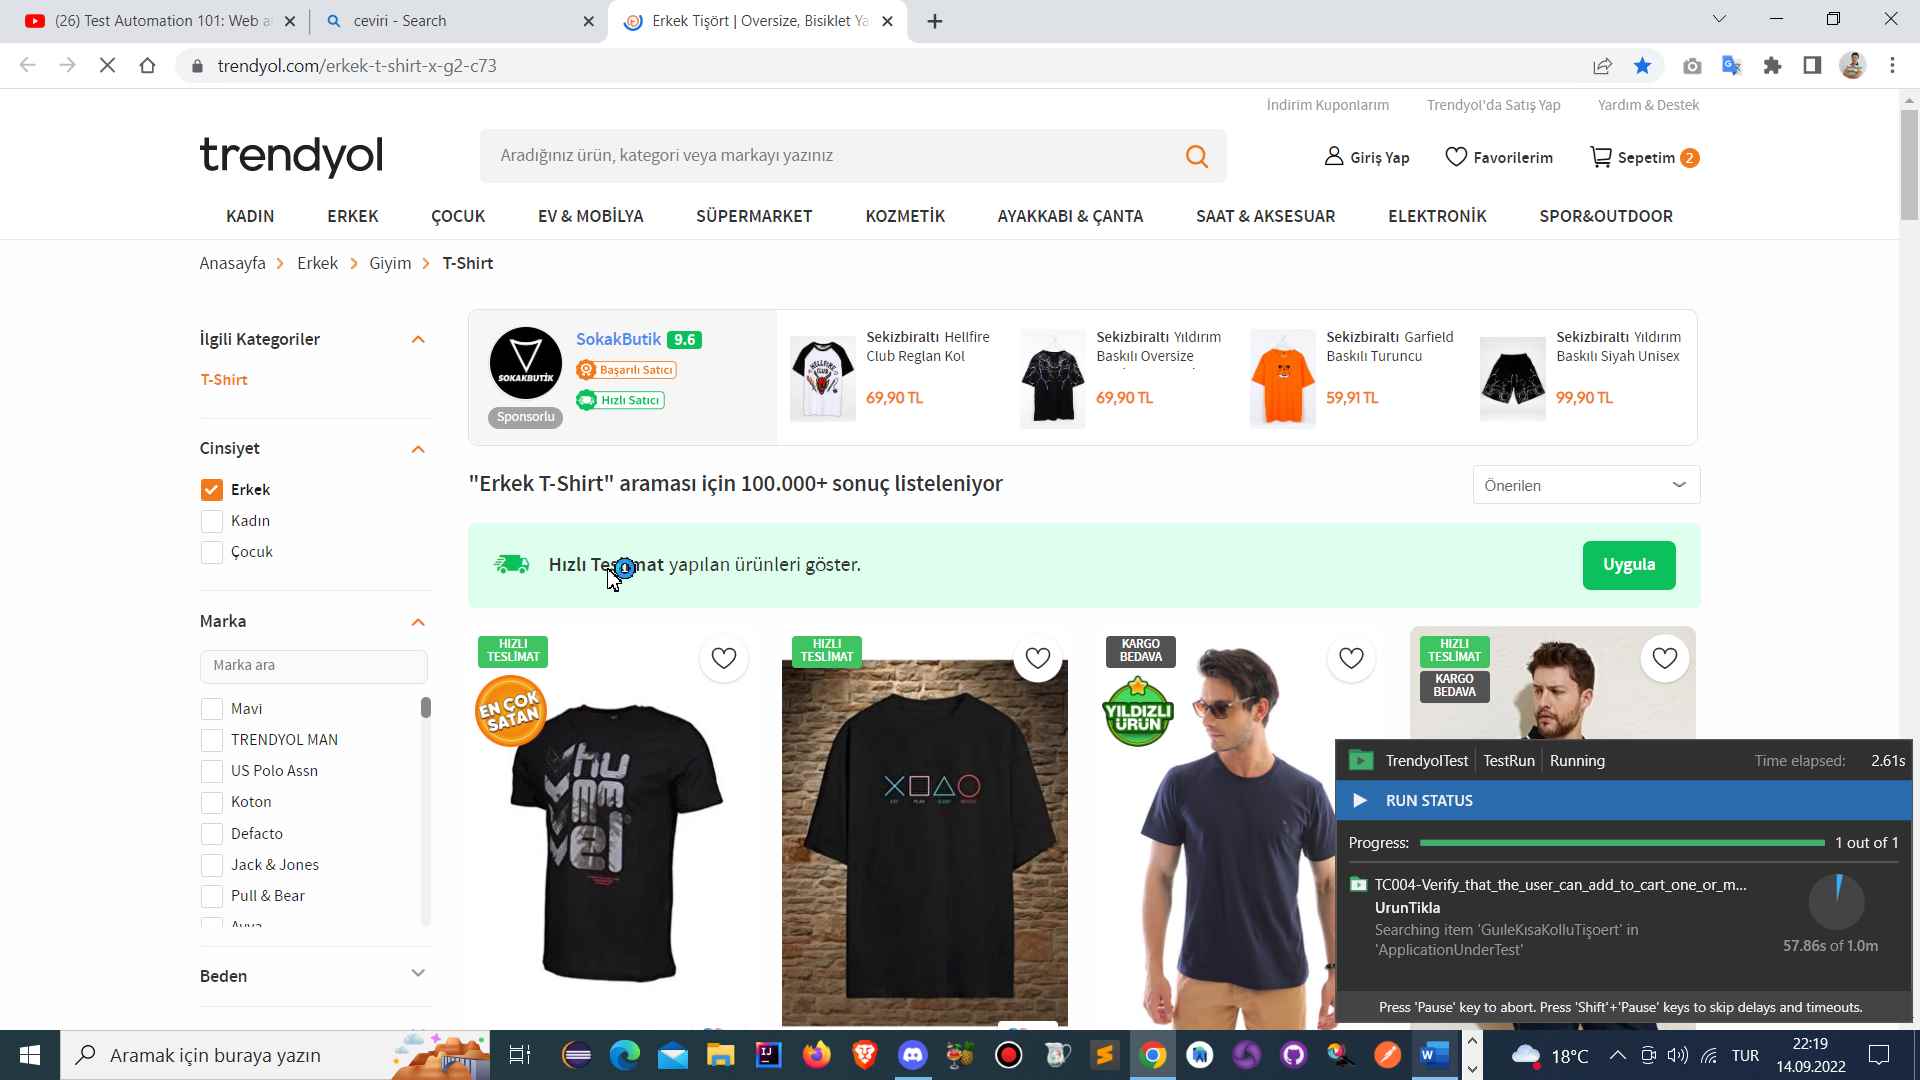 (26) Test Automation 101: Web a
ceviri - Search
Erkek Tişört | Oversize, Bisiklet Ya
trendyol.com/erkek-t-shirt-x-g2-c73
İndirim Kuponlarım Trendyol'da Satış Yap Yardım & Destek
trendyol
Aradığınız ürün, kategori veya markayı yazınız
Giriş Yap Favorilerim Sepetim 2
KADIN ERKEK ÇOCUK EV & MOBİLYA SÜPERMARKET KOZMETİK AYAKKABI & ÇANTA SAAT & AKSESUAR ELEKTRONİK SPOR&OUTDOOR
Anasayfa > Erkek > Giyim > T-Shirt
İlgili Kategoriler
T-Shirt
Cinsiyet
Erkek
Kadın
Çocuk
Marka
Marka ara
Mavi
TRENDYOL MAN
US Polo Assn
Koton
Defacto
Jack & Jones
Pull & Bear
Beden
SOKAKBUTİK
Sponsorlu
SokakButik 9.6
Başarılı Satıcı
Hızlı Satıcı
Sekizbiraltı Hellfire
Club Reglan Kol
69,90 TL
Sekizbiraltı Yıldırım
Baskılı Oversize
69,90 TL
Sekizbiraltı Garfield
Baskılı Turuncu
59,91 TL
Sekizbiraltı Yıldırım
Baskılı Siyah Unisex
99,90 TL
"Erkek T-Shirt" araması için 100.000+ sonuç listeleniyor
Önerilen
Hızlı Teslimat yapılan ürünleri göster.
Uygula
HIZLI
TESLİMAT
EN ÇOK
SATAN
hu
mm
el
HIZLI
TESLİMAT
KARGO
BEDAVA
YILDIZLI
ÜRÜN
HIZLI
TESLİMAT
KARGO
BEDAVA
TrendyolTest TestRun Running Time elapsed: 2.61s
RUN STATUS
Progress: 1 out of 1
TC004-Verify_that_the_user_can_add_to_cart_one_or_m...
UrunTikla
Searching item 'GuıleKısaKolluTişoert' in
'ApplicationUnderTest'
57.86s of 1.0m
Press 'Pause' key to abort. Press 'Shift'+'Pause' keys to skip delays and timeouts.
Aramak için buraya yazın
18°C
TUR
22:19
14.09.2022